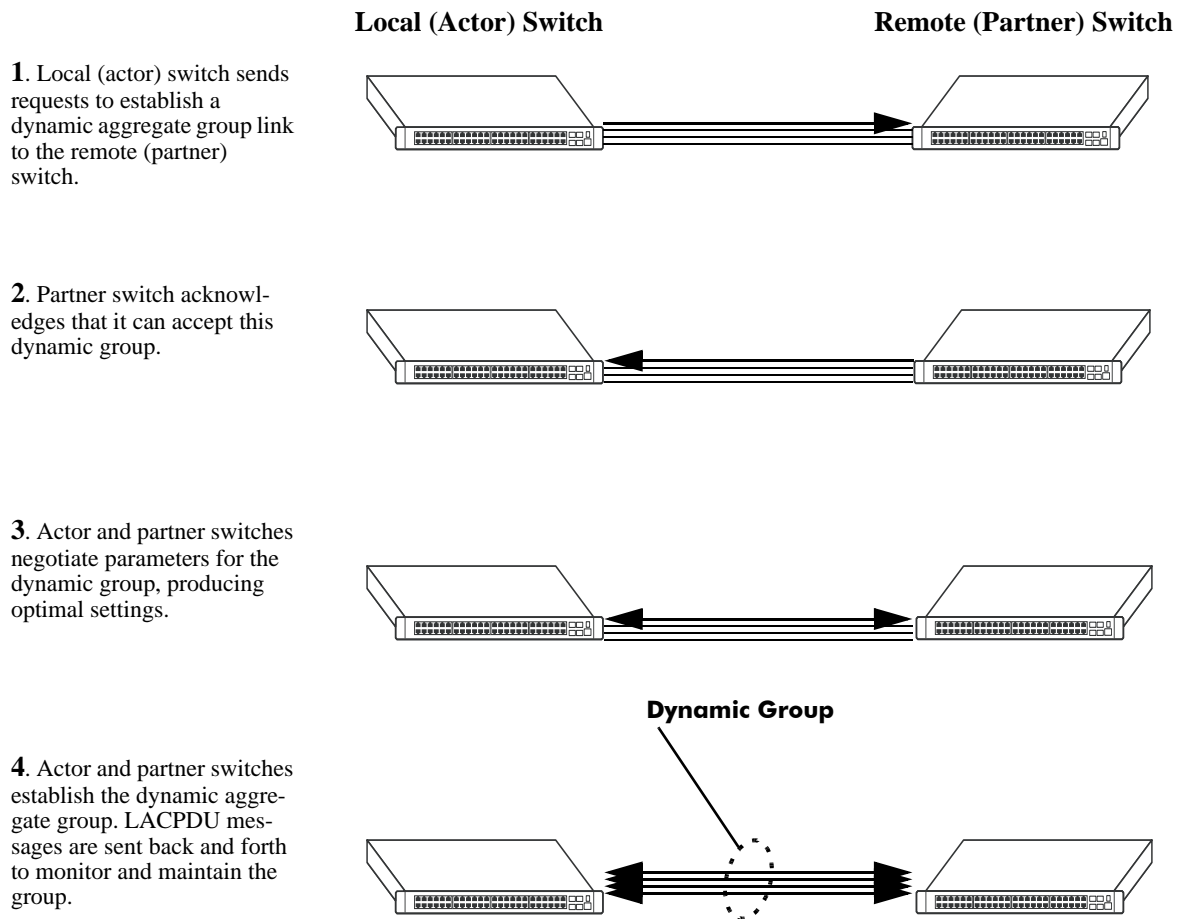 Local (Actor) Switch
Remote (Partner) Switch
1. Local (actor) switch sends
requests to establish a
dynamic aggregate group link
to the remote (partner)
switch.
2. Partner switch acknowl-
edges that it can accept this
dynamic group.
3. Actor and partner switches
negotiate parameters for the
dynamic group, producing
optimal settings.
Dynamic Group
4. Actor and partner switches
establish the dynamic aggre-
gate group. LACPDU mes-
sages are sent back and forth
to monitor and maintain the
group.